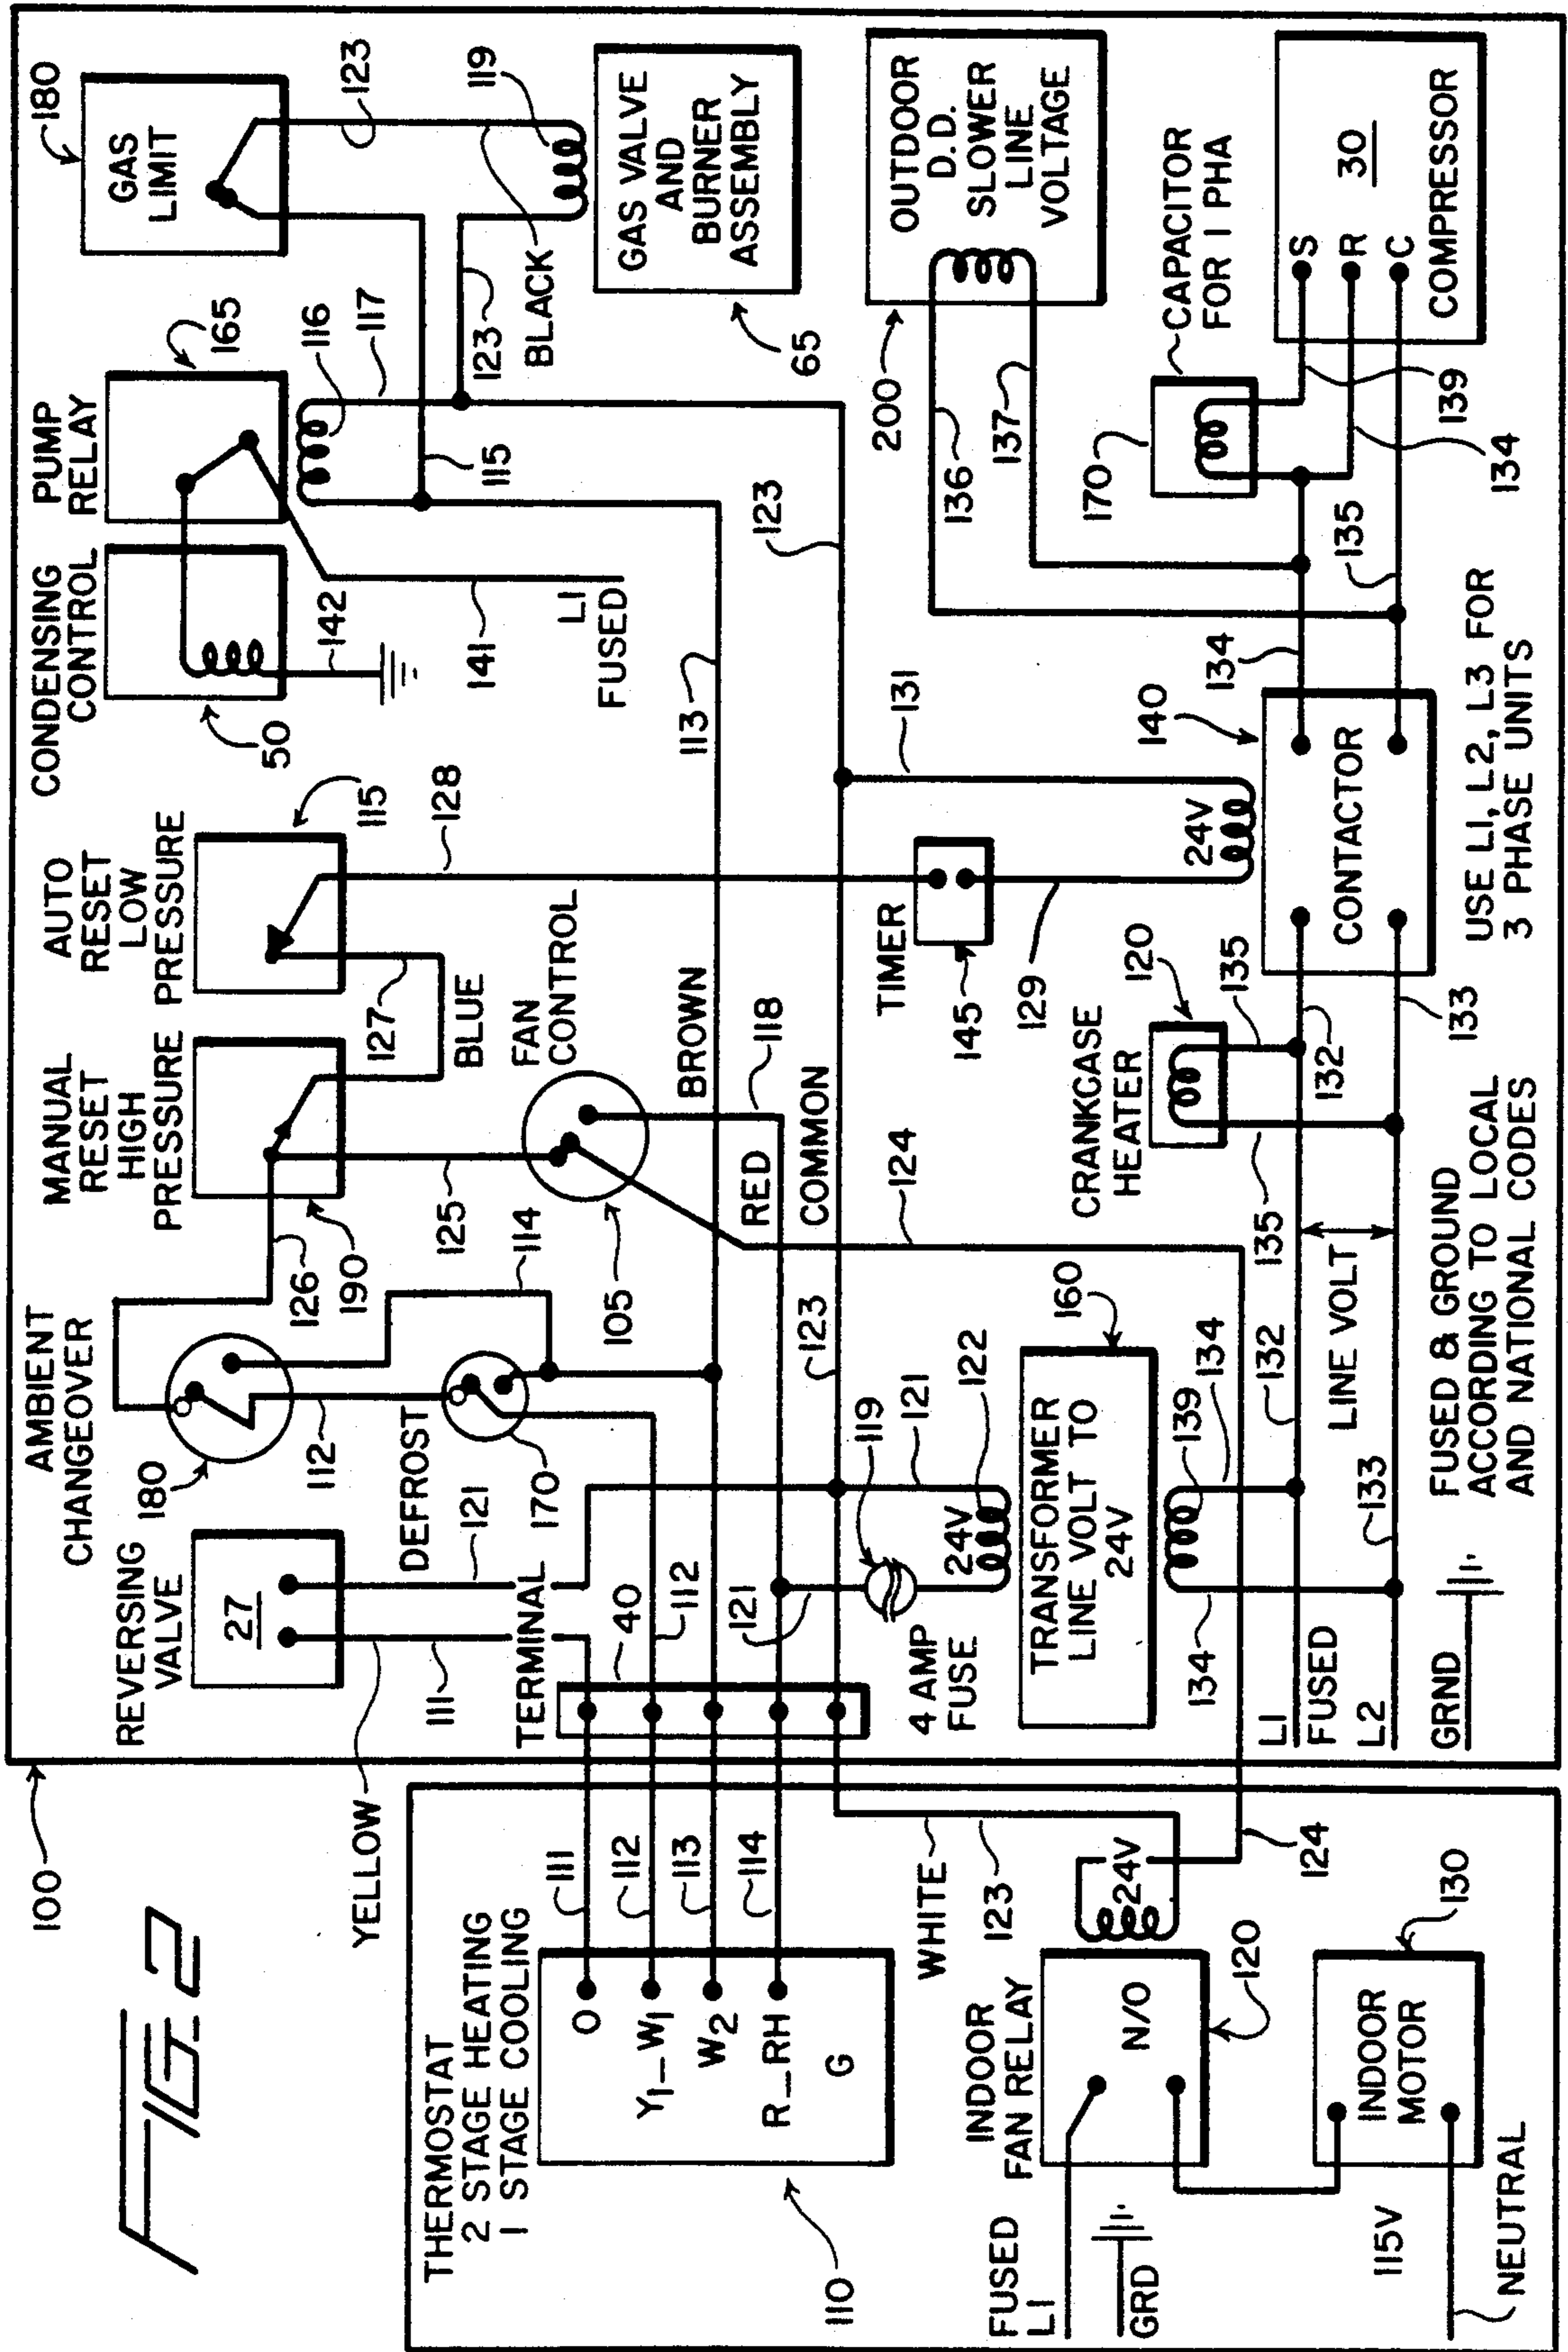 FIG. 2
100
THERMOSTAT
2 STAGE HEATING
1 STAGE COOLING
O
Y1_W1
W2
R_RH
G
110
111
112
113
114
YELLOW
WHITE
123
INDOOR
FAN RELAY
N/O
24V
120
124
FUSED
L1
GRD
INDOOR
MOTOR
130
115V
NEUTRAL
REVERSING
VALVE
27
111
121
TERMINAL
40
112
AMBIENT
CHANGEOVER
180
112
DEFROST
170
114
126
MANUAL
RESET
HIGH
PRESSURE
190
125
127
BLUE
AUTO
RESET
LOW
PRESSURE
115
128
FAN
CONTROL
105
BROWN
118
RED
COMMON
124
113
CONDENSING
CONTROL
50
142
141
L1
FUSED
PUMP
RELAY
165
116
117
115
123
BLACK
GAS
LIMIT
180
123
119
GAS VALVE
AND
BURNER
ASSEMBLY
65
121
119
4 AMP
FUSE
24V
121
122
123
TRANSFORMER
LINE VOLT TO
24V
160
139
134
134
L1
FUSED
L2
GRND
132
LINE VOLT
133
FUSED & GROUND
ACCORDING TO LOCAL
AND NATIONAL CODES
CRANKCASE
HEATER
120
135
135
132
133
TIMER
145
129
131
24V
140
CONTACTOR
USE L1, L2, L3 FOR
3 PHASE UNITS
123
134
135
136
137
200
OUTDOOR
D.D.
SLOWER
LINE
VOLTAGE
CAPACITOR
FOR 1 PHA
170
139
134
S
R
C
30
COMPRESSOR